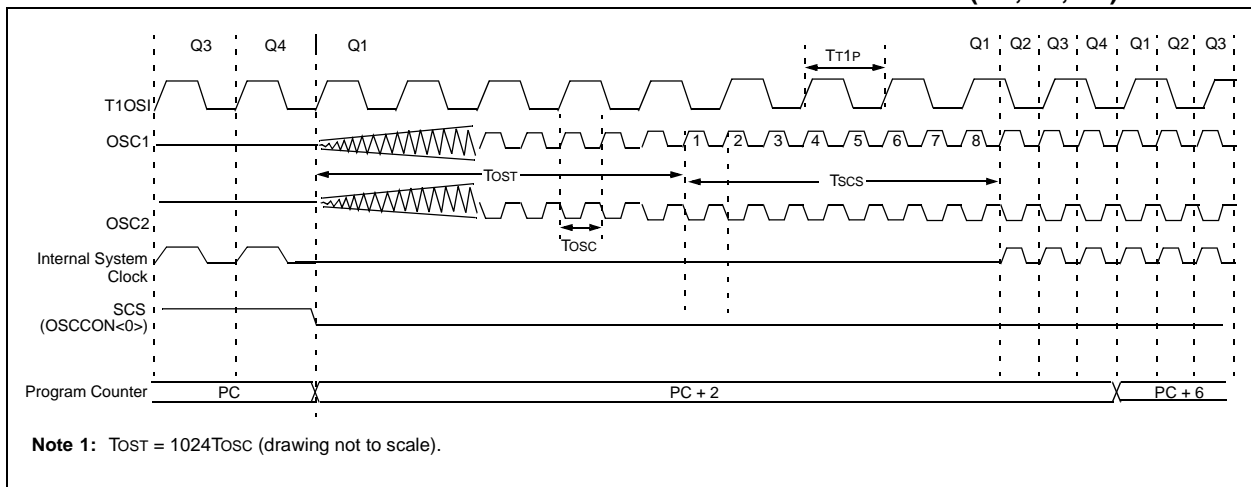 Q3 Q4 Q1 Q1 Q2 Q3 Q4 Q1 Q2 Q3
TT1P
T1OSI
OSC1
1 2 3 4 5 6 7 8
TOST
TSCS
OSC2
TOSC
Internal System
Clock
SCS
(OSCCON<0>)
Program Counter PC PC + 2 PC + 6
Note 1: TOST = 1024TOSC (drawing not to scale).